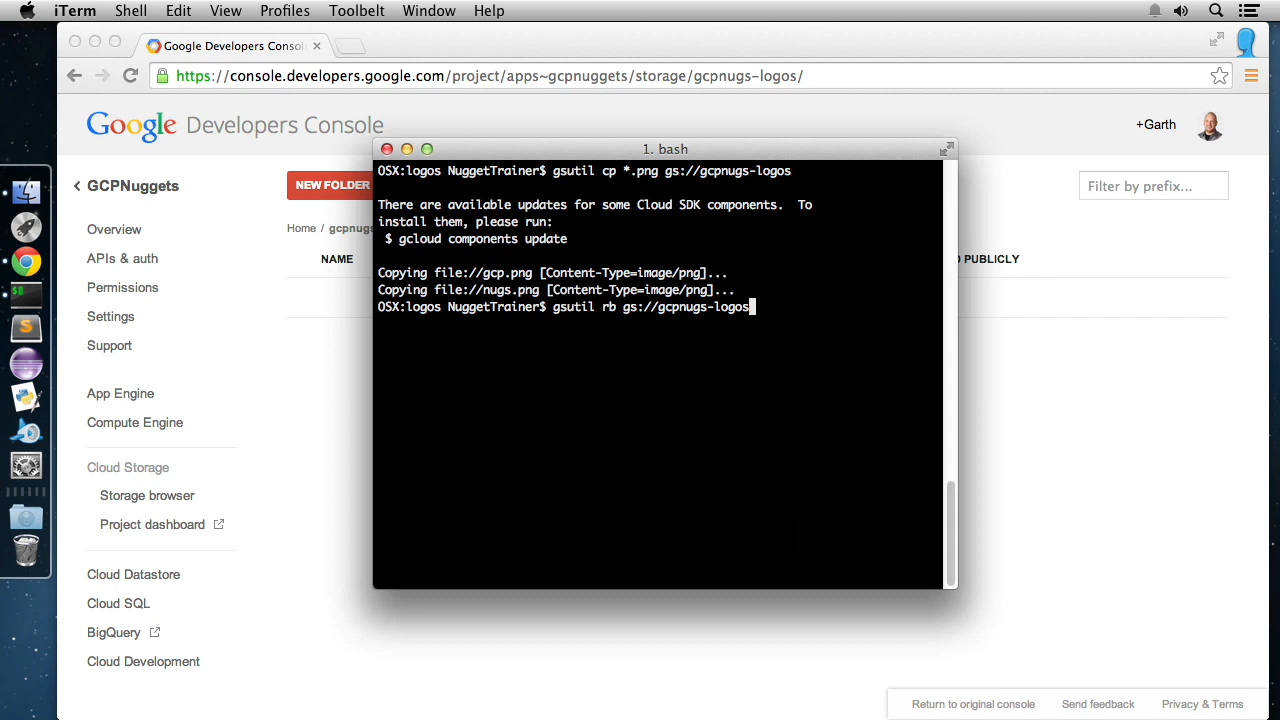 iTerm Shell Edit View Profiles Toolbelt Window Help
Google Developers Conso
https://console.developers.google.com/project/apps~gcpnuggets/storage/gcpnugs-logos/
Google Developers Console
+Garth
1. bash
GCPNuggets
Overview
APIs & auth
Permissions
Settings
Support
App Engine
Compute Engine
Cloud Storage
Storage browser
Project dashboard
Cloud Datastore
Cloud SQL
BigQuery
Cloud Development
NEW FOLDER
Filter by prefix...
Home / gcpnugs
NAME
PUBLICLY
OSX:logos NuggetTrainer$ gsutil cp *.png gs://gcpnugs-logos
There are available updates for some Cloud SDK components.  To
install them, please run:
$ gcloud components update
Copying file://gcp.png [Content-Type=image/png]...
Copying file://nugs.png [Content-Type=image/png]...
OSX:logos NuggetTrainer$ gsutil rb gs://gcpnugs-logos
Return to original console Send feedback Privacy & Terms